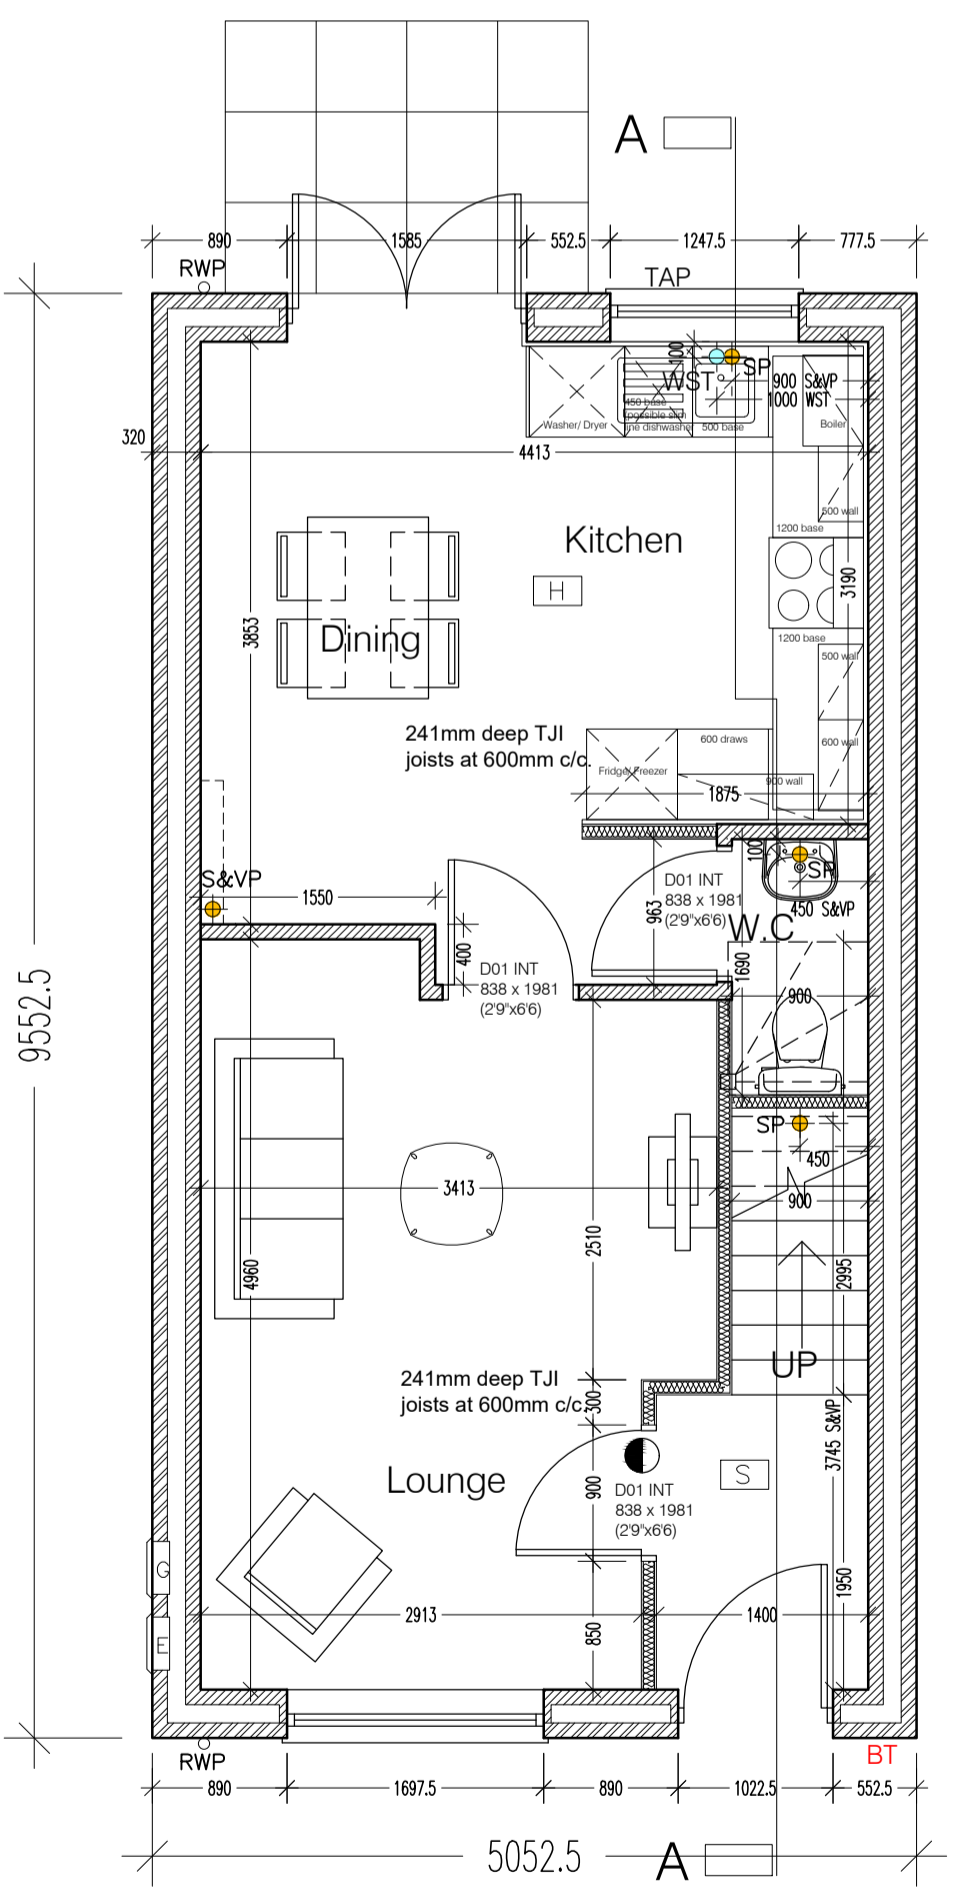 A
890
1585
552.5
1247.5
777.5
RWP
TAP
100
WST
SP
900 S&VP
1000 WST
450 base
(possible slim
line dishwasher
Washer/ Dryer
500 base
Boiler
320
4413
500 wall
1200 base
Kitchen
H
3190
3853
Dining
1200 base
500 wall
241mm deep TJI
joists at 600mm c/c.
600 draws
600 wall
Fridge/ Freezer
900 wall
1875
100
SP
S&VP
1550
963
D01 INT
838 x 1981
(2'9"x6'6)
450 S&VP
W.C
400
1690
D01 INT
838 x 1981
(2'9"x6'6)
900
9552.5
SP
450
3413
900
2510
4960
2995
UP
241mm deep TJI
joists at 600mm c/c.
300
3745 S&VP
Lounge
900
S
D01 INT
838 x 1981
(2'9"x6'6)
G
1950
2913
1400
850
E
RWP
BT
890
1697.5
890
1022.5
552.5
5052.5
A